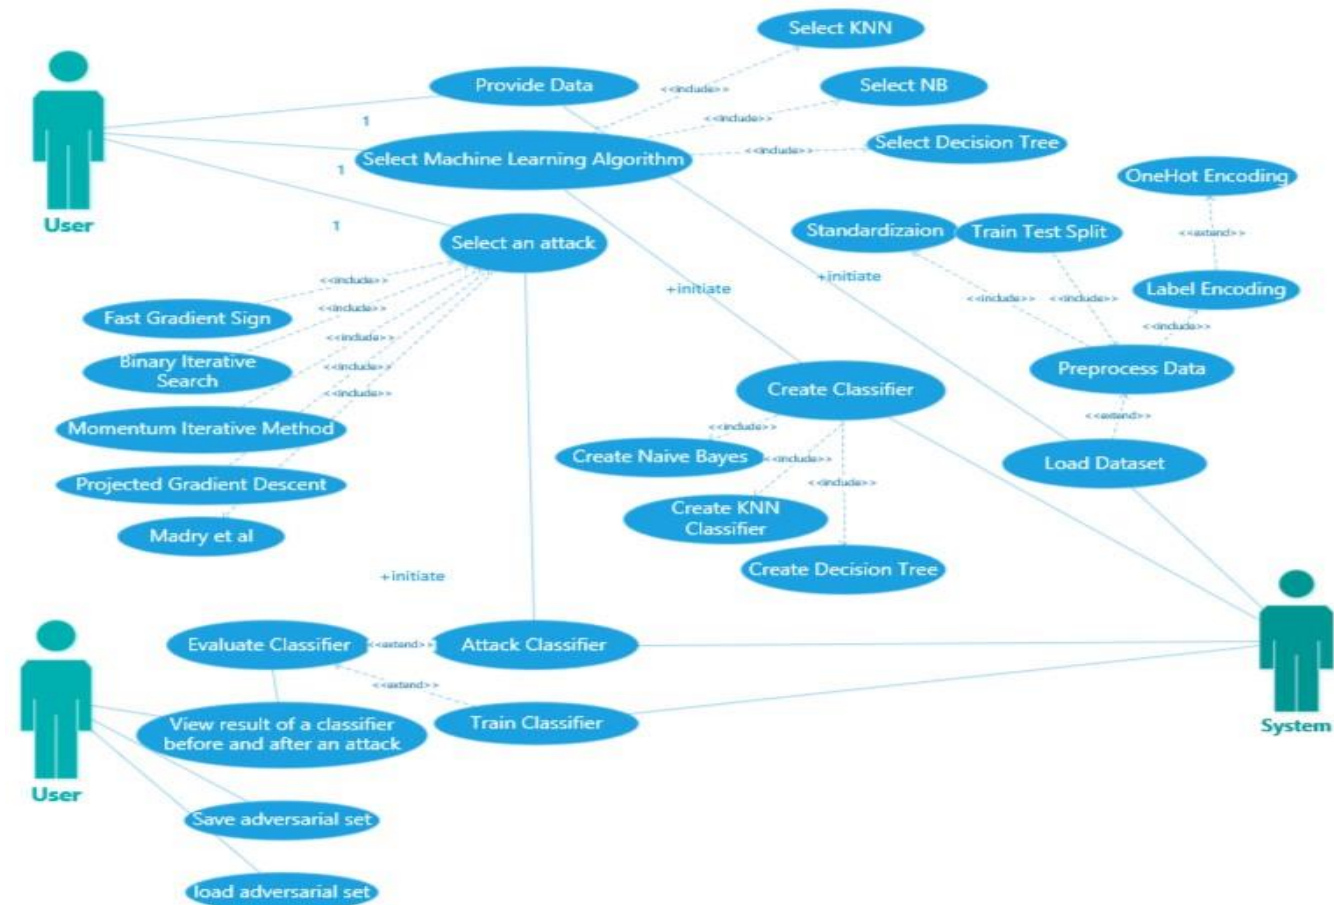 Select KNN
Provide Data
<<include>>
Select NB
1
<<include>>
Select Machine Learning Algorithm
<<include>>
Select Decision Tree
1
OneHot Encoding
User
1
Select an attack
Standardizaion
Train Test Split
<<extend>>
<<include>>
+initiate
+initiate
Label Encoding
<<include>>
<<include>>
<<include>>
Fast Gradient Sign
<<include>>
<<include>>
Binary Iterative
Search
<<include>>
Preprocess Data
<<include>>
Create Classifier
<<extend>>
Momentum Iterative Method
<<include>>
Create Naive Bayes
<<include>>
Load Dataset
<<include>>
Projected Gradient Descent
Create KNN
Classifier
Madry et al
Create Decision Tree
+initiate
Evaluate Classifier
<<extend>>
Attack Classifier
<<extend>>
View result of a classifier
before and after an attack
Train Classifier
System
User
Save adversarial set
load adversarial set